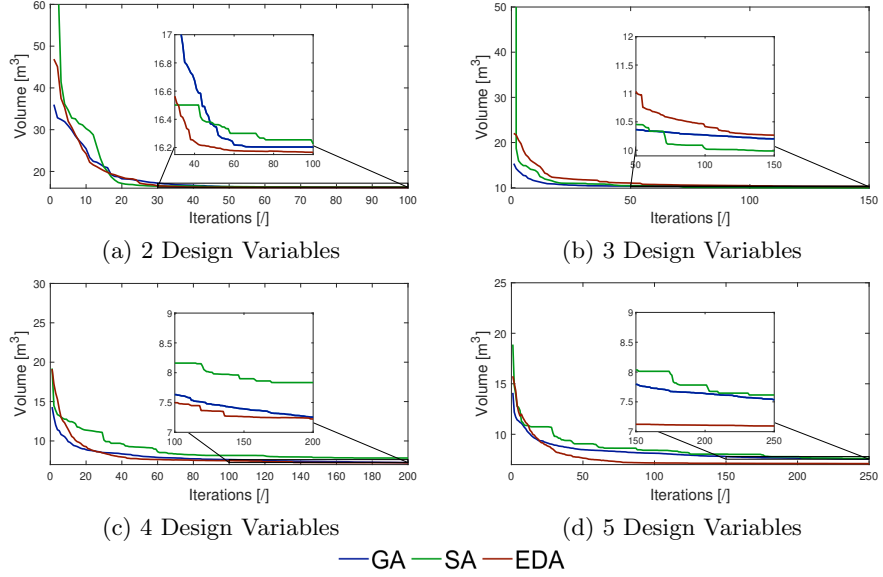 60
50
40
30
20
Volume [m³]
17
16.8
16.6
16.4
16.2
40 60 80 100
0 10 20 30 40 50 60 70 80 90 100
Iterations [/]
(a) 2 Design Variables
50
40
30
20
10
Volume [m³]
12
11.5
11
10.5
10
50 100 150
0 50 100 150
Iterations [/]
(b) 3 Design Variables
30
25
20
15
10
Volume [m³]
9
8.5
8
7.5
7
100 150 200
0 20 40 60 80 100 120 140 160 180 200
Iterations [/]
(c) 4 Design Variables
25
20
15
10
Volume [m³]
9
8.5
8
7.5
7
150 200 250
0 50 100 150 200 250
Iterations [/]
(d) 5 Design Variables
GA SA EDA